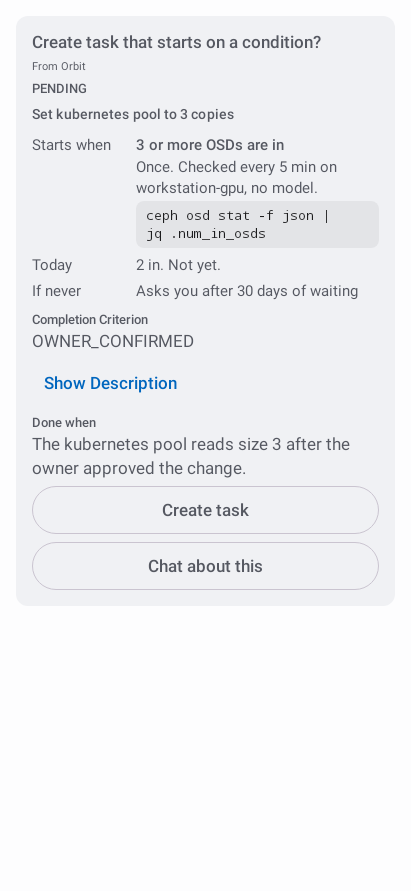 Create task that starts on a condition?
From Orbit
PENDING
Set kubernetes pool to 3 copies
Starts when
3 or more OSDs are in
Once. Checked every 5 min on
workstation-gpu, no model.
ceph osd stat -f json |
jq .num_in_osds
Today
2 in. Not yet.
If never
Asks you after 30 days of waiting
Completion Criterion
OWNER_CONFIRMED
Show Description
Done when
The kubernetes pool reads size 3 after the
owner approved the change.
Create task
Chat about this